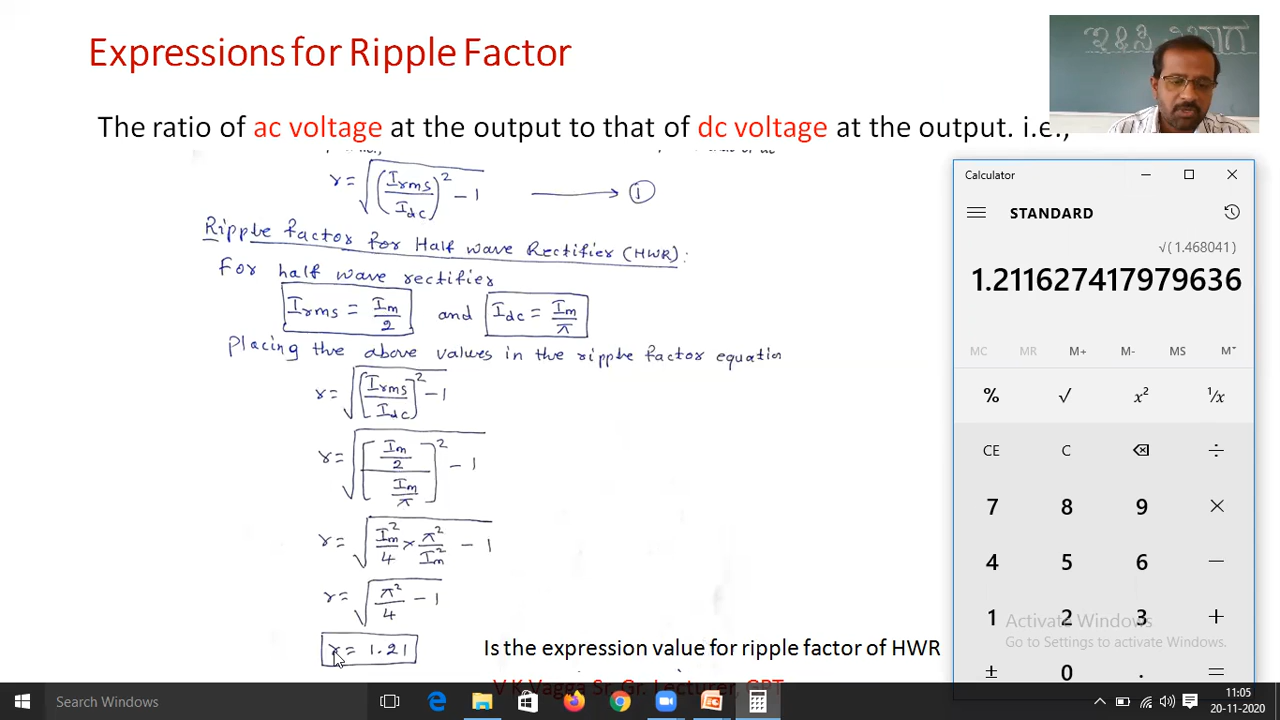 Expressions for Ripple Factor
ಇ & ಸಿ ವಿಭಾಗ
The ratio of ac voltage at the output to that of dc voltage at the output. i.e.,
r = √((Irms/Idc)² − 1) ⟶ ①
Ripple factor for Half wave Rectifier (HWR):
For half wave rectifier
Irms = Im/2 and Idc = Im/π
Placing the above values in the ripple factor equation
r = √([Irms/Idc]² − 1)
r = √([(Im/2)/(Im/π)]² − 1)
r = √(Im²/4 × π²/Im² − 1)
r = √(π²/4 − 1)
r = 1.21
Is the expression value for ripple factor of HWR
V K Vagga Sr. Gr. Lecturer, GPT
Calculator
STANDARD
√(1.468041)
1.211627417979636
MC MR M+ M- MS M˅
% √ x² ¹/x
CE C ⌫ ÷
7 8 9 ×
4 5 6 −
1 2 3 +
± 0 . =
Activate Windows
Go to Settings to activate Windows.
Search Windows
11:05
20-11-2020